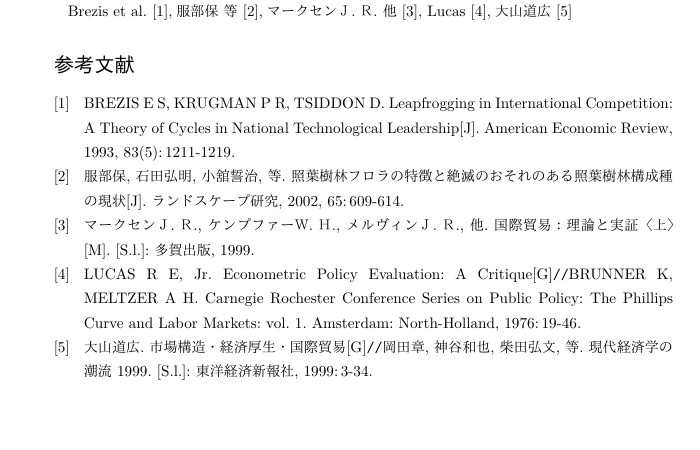 Brezis et al. [1], 服部保 等 [2], マークセンＪ. Ｒ. 他 [3], Lucas [4], 大山道広 [5]
参考文献
[1] BREZIS E S, KRUGMAN P R, TSIDDON D. Leapfrogging in International Competition:
A Theory of Cycles in National Technological Leadership[J]. American Economic Review,
1993, 83(5): 1211-1219.
[2] 服部保, 石田弘明, 小舘誓治, 等. 照葉樹林フロラの特徴と絶滅のおそれのある照葉樹林構成種
の現状[J]. ランドスケープ研究, 2002, 65: 609-614.
[3] マークセンＪ. Ｒ., ケンプファーＷ. Ｈ., メルヴィンＪ. Ｒ., 他. 国際貿易：理論と実証〈上〉
[M]. [S.l.]: 多賀出版, 1999.
[4] LUCAS R E, Jr. Econometric Policy Evaluation: A Critique[G]//BRUNNER K,
MELTZER A H. Carnegie Rochester Conference Series on Public Policy: The Phillips
Curve and Labor Markets: vol. 1. Amsterdam: North-Holland, 1976: 19-46.
[5] 大山道広. 市場構造・経済厚生・国際貿易[G]//岡田章, 神谷和也, 柴田弘文, 等. 現代経済学の
潮流 1999. [S.l.]: 東洋経済新報社, 1999: 3-34.